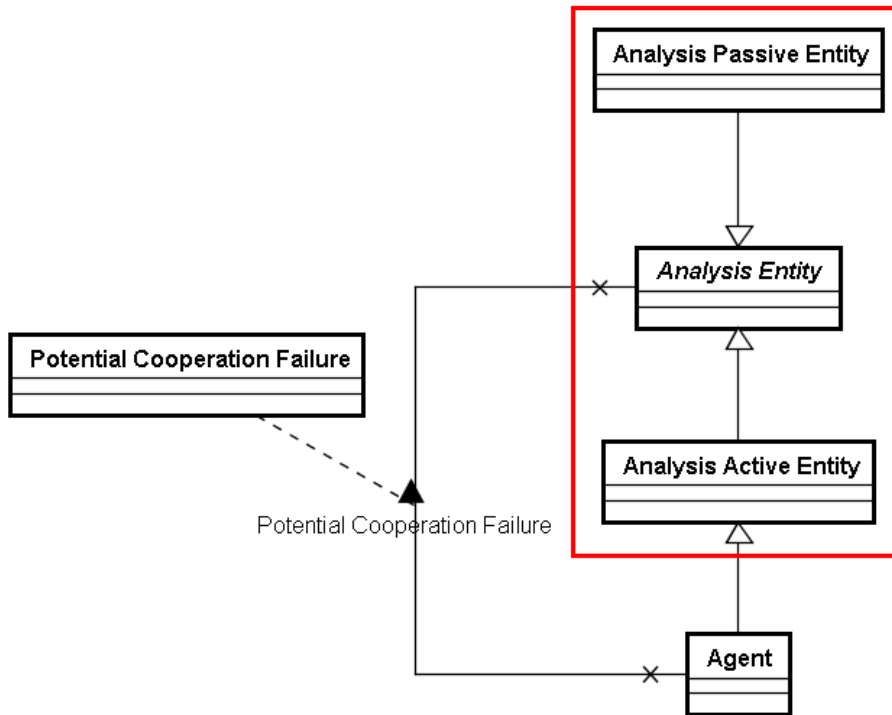 Analysis Passive Entity
Analysis Entity
Potential Cooperation Failure
Analysis Active Entity
Potential Cooperation Failure
Agent